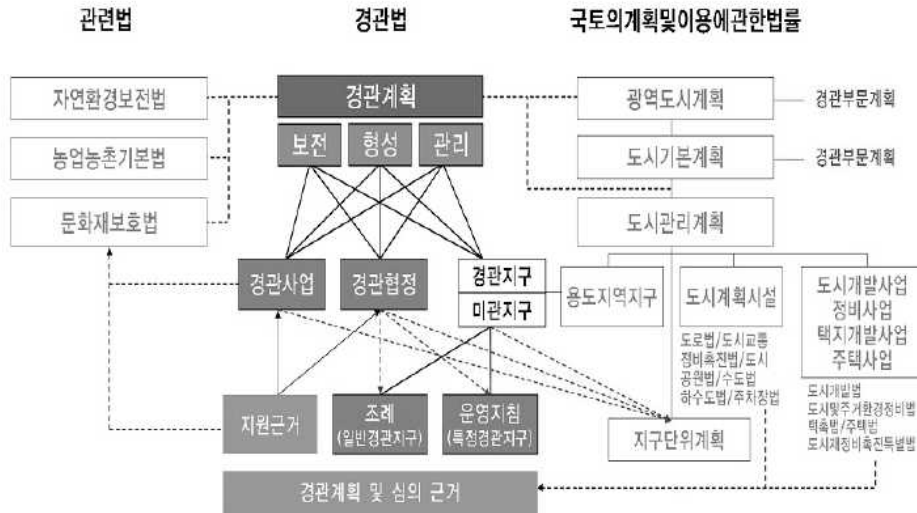 관련법
경관법
국토의계획및이용에관한법률
자연환경보전법
경관계획
광역도시계획
경관부문계획
보전
형성
관리
농업농촌기본법
도시기본계획
경관부문계획
문화재보호법
도시관리계획
경관사업
경관협정
경관지구
미관지구
용도지역지구
도시계획시설
도시개발사업
정비사업
택지개발사업
주택사업
도로법/도시교통
정비촉진법/도시
공원법/수도법
하수도법/주차장법
도시개발법
도시및주거환경정비법
택촉법/주택법
도시재정비촉진특별법
지원근거
조례
(일반경관지구)
운영지침
(특정경관지구)
지구단위계획
경관계획 및 심의 근거